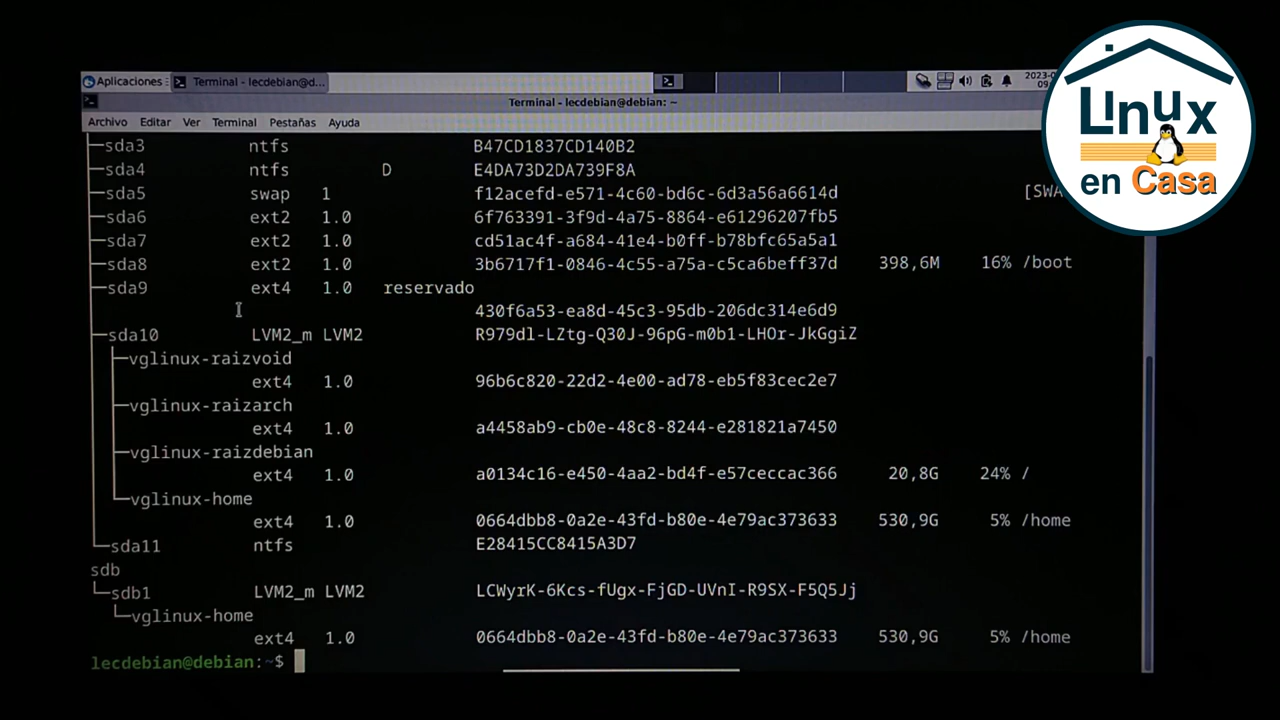 Aplicaciones Terminal - lecdebian@d... 2023-0
09
Terminal - lecdebian@debian: ~
Archivo Editar Ver Terminal Pestañas Ayuda
sda3 ntfs B47CD1837CD140B2
sda4 ntfs D E4DA73D2DA739F8A
sda5 swap 1 f12acefd-e571-4c60-bd6c-6d3a56a6614d [SWA
sda6 ext2 1.0 6f763391-3f9d-4a75-8864-e61296207fb5
sda7 ext2 1.0 cd51ac4f-a684-41e4-b0ff-b78bfc65a5a1
sda8 ext2 1.0 3b6717f1-0846-4c55-a75a-c5ca6beff37d 398,6M 16% /boot
sda9 ext4 1.0 reservado
430f6a53-ea8d-45c3-95db-206dc314e6d9
sda10 LVM2_m LVM2 R979dl-LZtg-Q30J-96pG-m0b1-LHOr-JkGgiZ
vglinux-raizvoid
ext4 1.0 96b6c820-22d2-4e00-ad78-eb5f83cec2e7
vglinux-raizarch
ext4 1.0 a4458ab9-cb0e-48c8-8244-e281821a7450
vglinux-raizdebian
ext4 1.0 a0134c16-e450-4aa2-bd4f-e57ceccac366 20,8G 24% /
vglinux-home
ext4 1.0 0664dbb8-0a2e-43fd-b80e-4e79ac373633 530,9G 5% /home
sda11 ntfs E28415CC8415A3D7
sdb
sdb1 LVM2_m LVM2 LCWyrK-6Kcs-fUgx-FjGD-UVnI-R9SX-F5Q5Jj
vglinux-home
ext4 1.0 0664dbb8-0a2e-43fd-b80e-4e79ac373633 530,9G 5% /home
lecdebian@debian:~$
Linux
en Casa